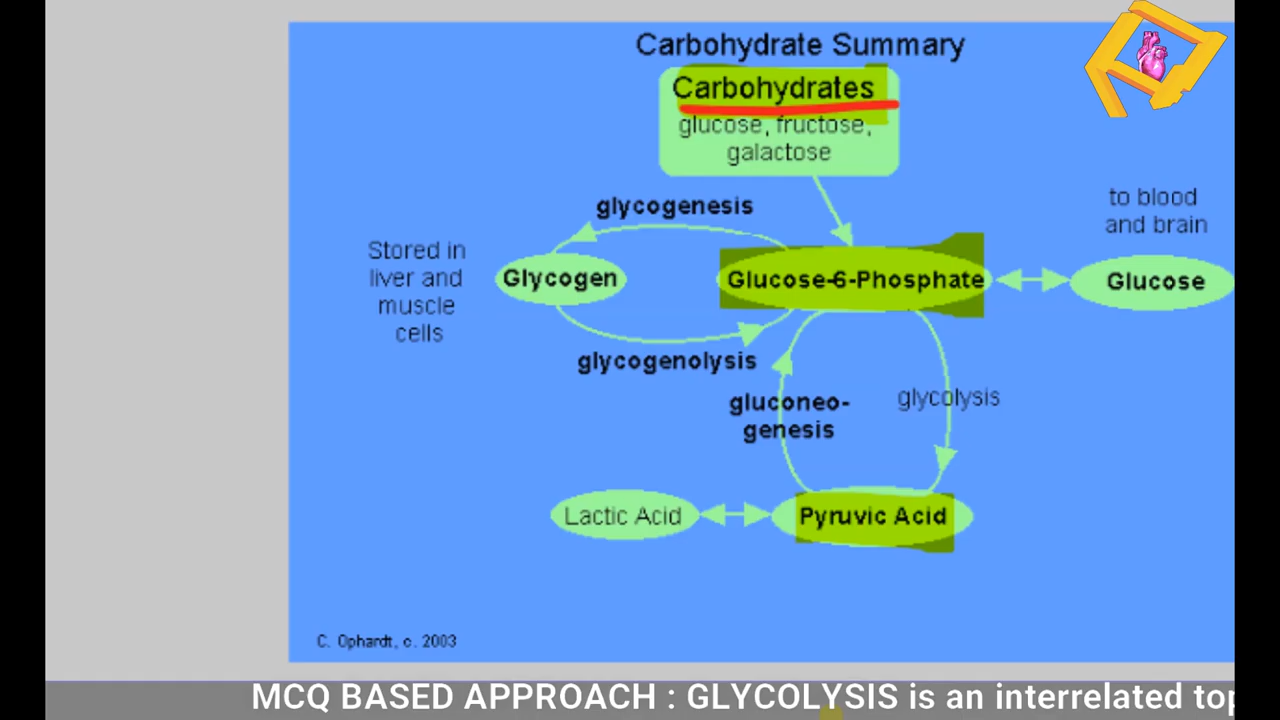 Carbohydrate Summary
Carbohydrates
glucose, fructose,
galactose
glycogenesis
to blood
and brain
Stored in
liver and
muscle
cells
Glycogen
Glucose-6-Phosphate
Glucose
glycogenolysis
gluconeo-
genesis
glycolysis
Lactic Acid
Pyruvic Acid
C. Ophardt, c. 2003
MCQ BASED APPROACH : GLYCOLYSIS is an interrelated